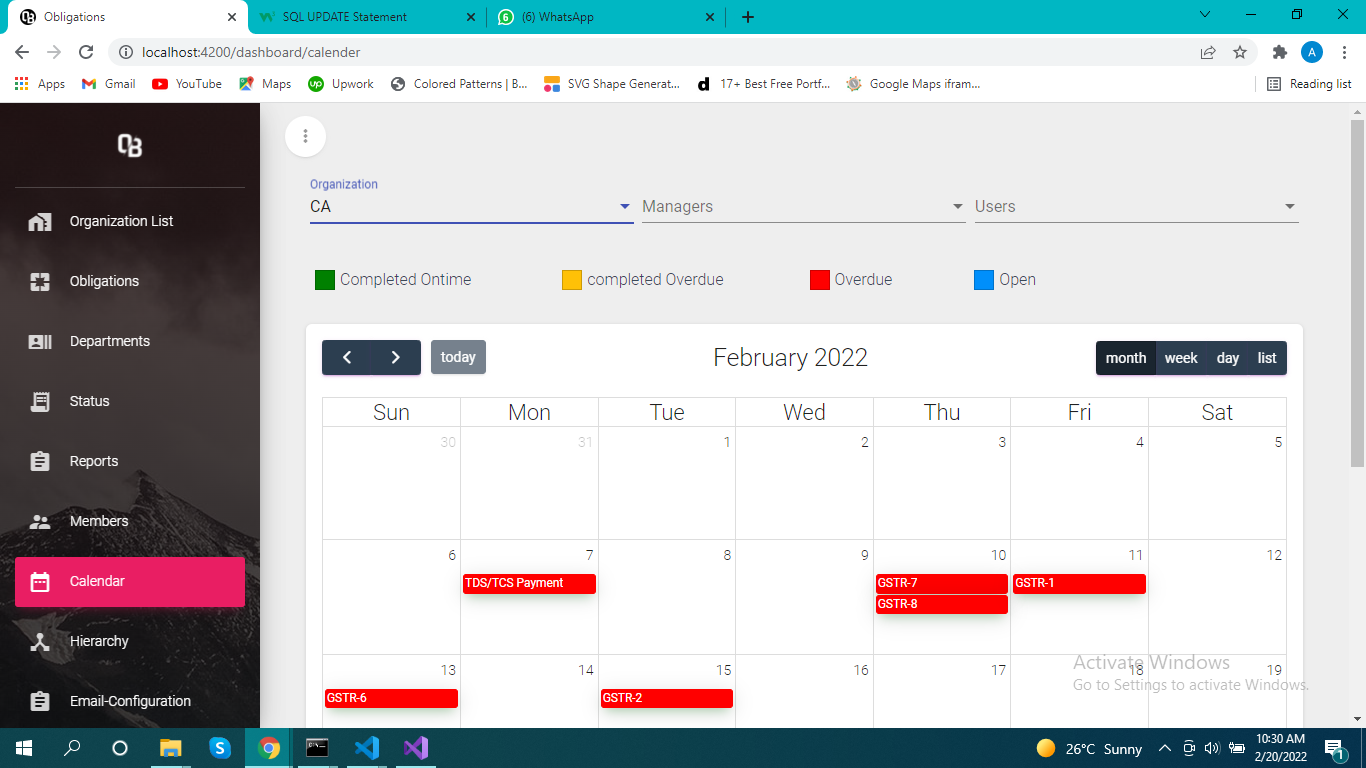 Obligations
SQL UPDATE Statement
6
(6) WhatsApp
localhost:4200/dashboard/calender
A
Apps
Gmail
YouTube
Maps
up Upwork
Colored Patterns | B...
SVG Shape Generat...
d 17+ Best Free Portf...
Google Maps ifram...
Reading list
OB
Organization List
Obligations
Departments
Status
Reports
Members
Calendar
Hierarchy
Email-Configuration
Organization
CA
Managers
Users
Completed Ontime
completed Overdue
Overdue
Open
today
February 2022
month week day list
Sun Mon Tue Wed Thu Fri Sat
30 31 1 2 3 4 5
6 7 8 9 10 11 12
TDS/TCS Payment GSTR-7 GSTR-1
GSTR-8
13 14 15 16 17 18 19
GSTR-6 GSTR-2
Activate Windows
Go to Settings to activate Windows.
26°C Sunny
10:30 AM
2/20/2022
1